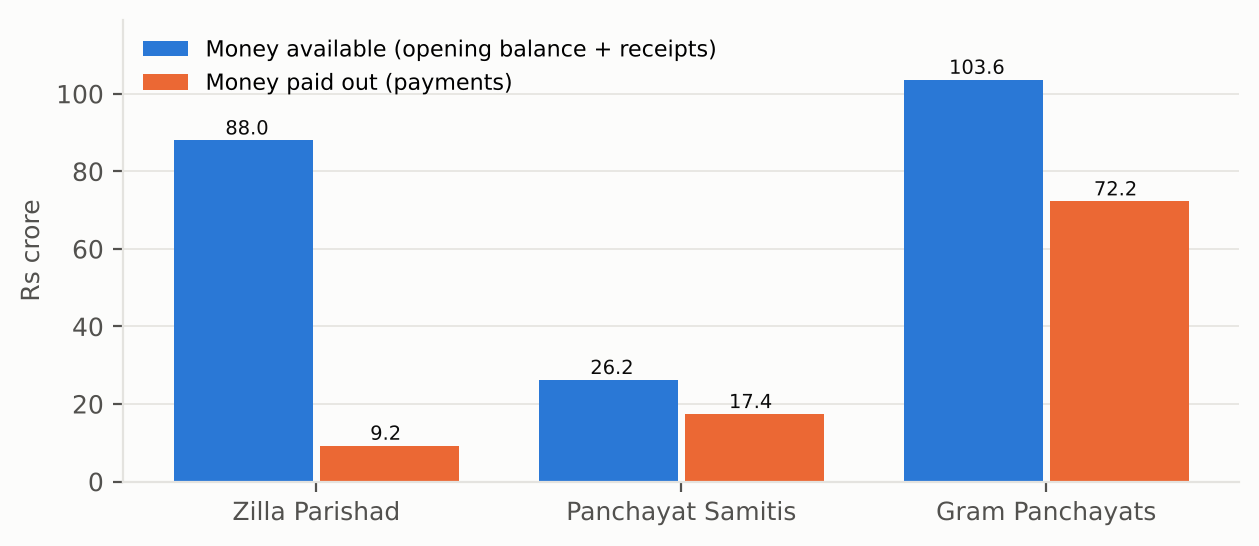 Money available (opening balance + receipts)
Money paid out (payments)
Rs crore
100
80
60
40
20
0
88.0
9.2
26.2
17.4
103.6
72.2
Zilla Parishad
Panchayat Samitis
Gram Panchayats